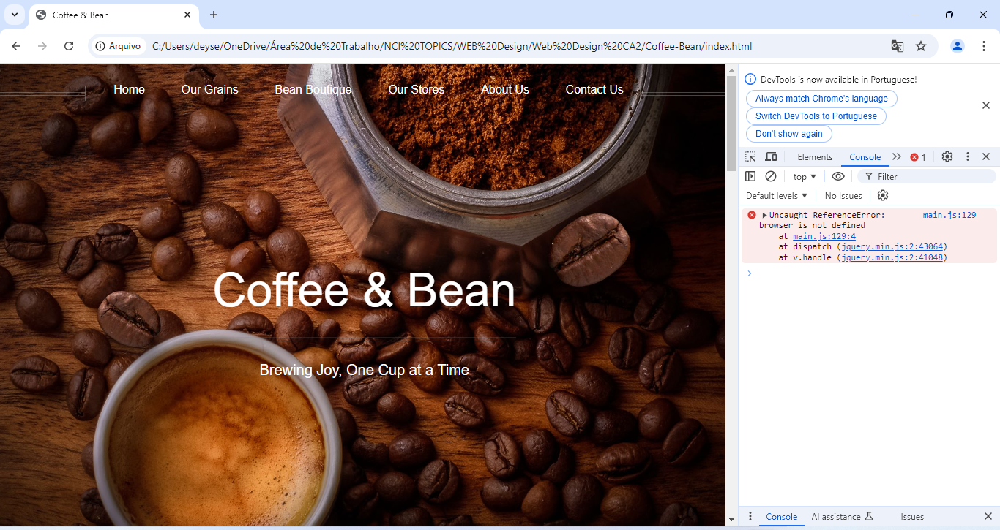 Coffee & Bean
Arquivo
C:/Users/deyse/OneDrive/Área%20de%20Trabalho/NCI%20TOPICS/WEB%20Design/Web%20Design%20CA2/Coffee-Bean/index.html
Home Our Grains Bean Boutique Our Stores About Us Contact Us
Coffee & Bean
Brewing Joy, One Cup at a Time
DevTools is now available in Portuguese!
Always match Chrome's language
Switch DevTools to Portuguese
Don't show again
Elements Console 1
top Filter
Default levels No Issues
Uncaught ReferenceError: main.js:129
browser is not defined
at main.js:129:4
at dispatch (jquery.min.js:2:43064)
at v.handle (jquery.min.js:2:41048)
Console AI assistance Issues